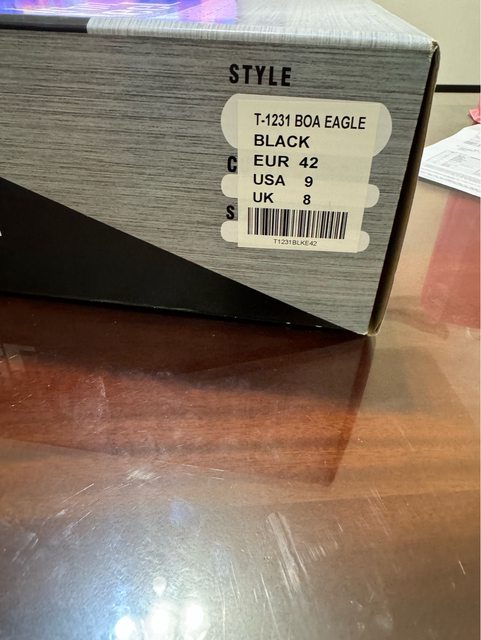 STYLE
T-1231 BOA EAGLE
BLACK
EUR 42
USA 9
UK 8
T1231BLKE42